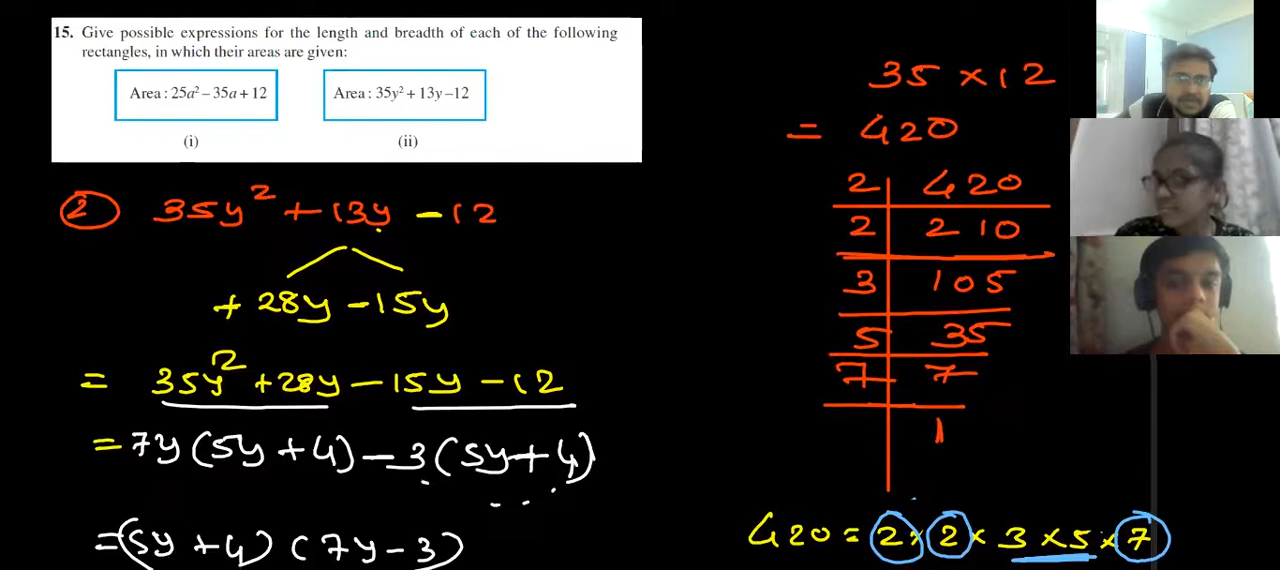 15. Give possible expressions for the length and breadth of each of the following
rectangles, in which their areas are given:
Area : 25a² – 35a + 12
Area : 35y² + 13y – 12
(i)
(ii)
② 35y² + 13y - 12
+ 28y - 15y
= 35y² + 28y - 15y - 12
= 7y (5y + 4) - 3 (5y + 4)
= (5y + 4) (7y - 3)
35 × 12
= 420
2 | 420
2 | 210
3 | 105
5 | 35
7 | 7
1
420 = 2 × 2 × 3 × 5 × 7